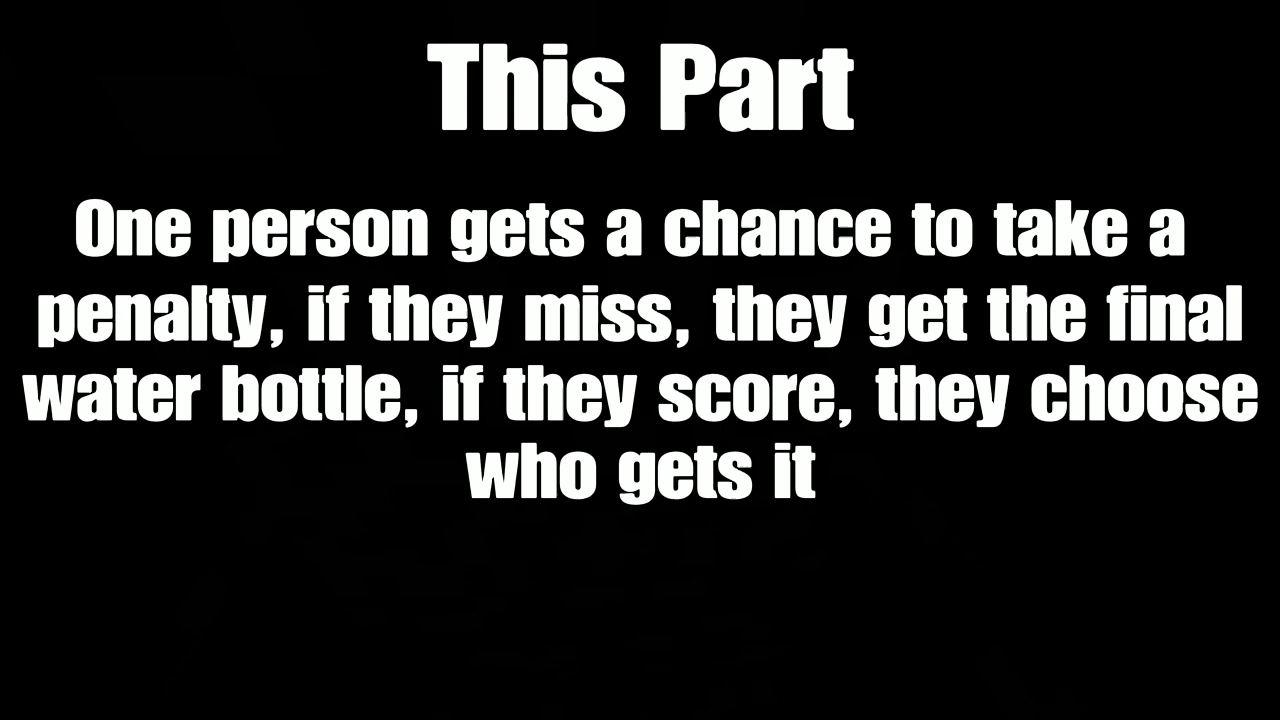 This Part
One person gets a chance to take a
penalty, if they miss, they get the final
water bottle, if they score, they choose
who gets it